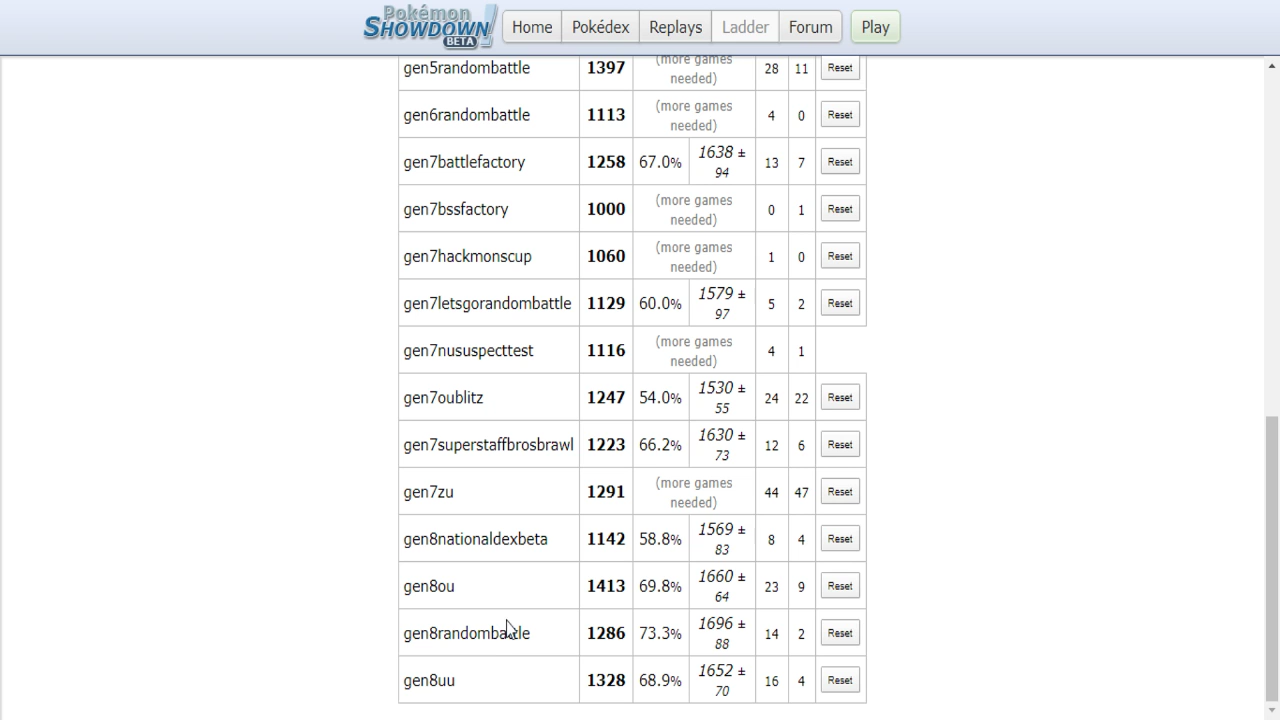 Pokémon
SHOWDOWN!
BETA
Home Pokédex Replays Ladder Forum Play
gen5randombattle 1397 (more games needed) 28 11 Reset
gen6randombattle 1113 (more games needed) 4 0 Reset
gen7battlefactory 1258 67.0% 1638 ± 94 13 7 Reset
gen7bssfactory 1000 (more games needed) 0 1 Reset
gen7hackmonscup 1060 (more games needed) 1 0 Reset
gen7letsgorandombattle 1129 60.0% 1579 ± 97 5 2 Reset
gen7nususpecttest 1116 (more games needed) 4 1
gen7oublitz 1247 54.0% 1530 ± 55 24 22 Reset
gen7superstaffbrosbrawl 1223 66.2% 1630 ± 73 12 6 Reset
gen7zu 1291 (more games needed) 44 47 Reset
gen8nationaldexbeta 1142 58.8% 1569 ± 83 8 4 Reset
gen8ou 1413 69.8% 1660 ± 64 23 9 Reset
gen8randombattle 1286 73.3% 1696 ± 88 14 2 Reset
gen8uu 1328 68.9% 1652 ± 70 16 4 Reset